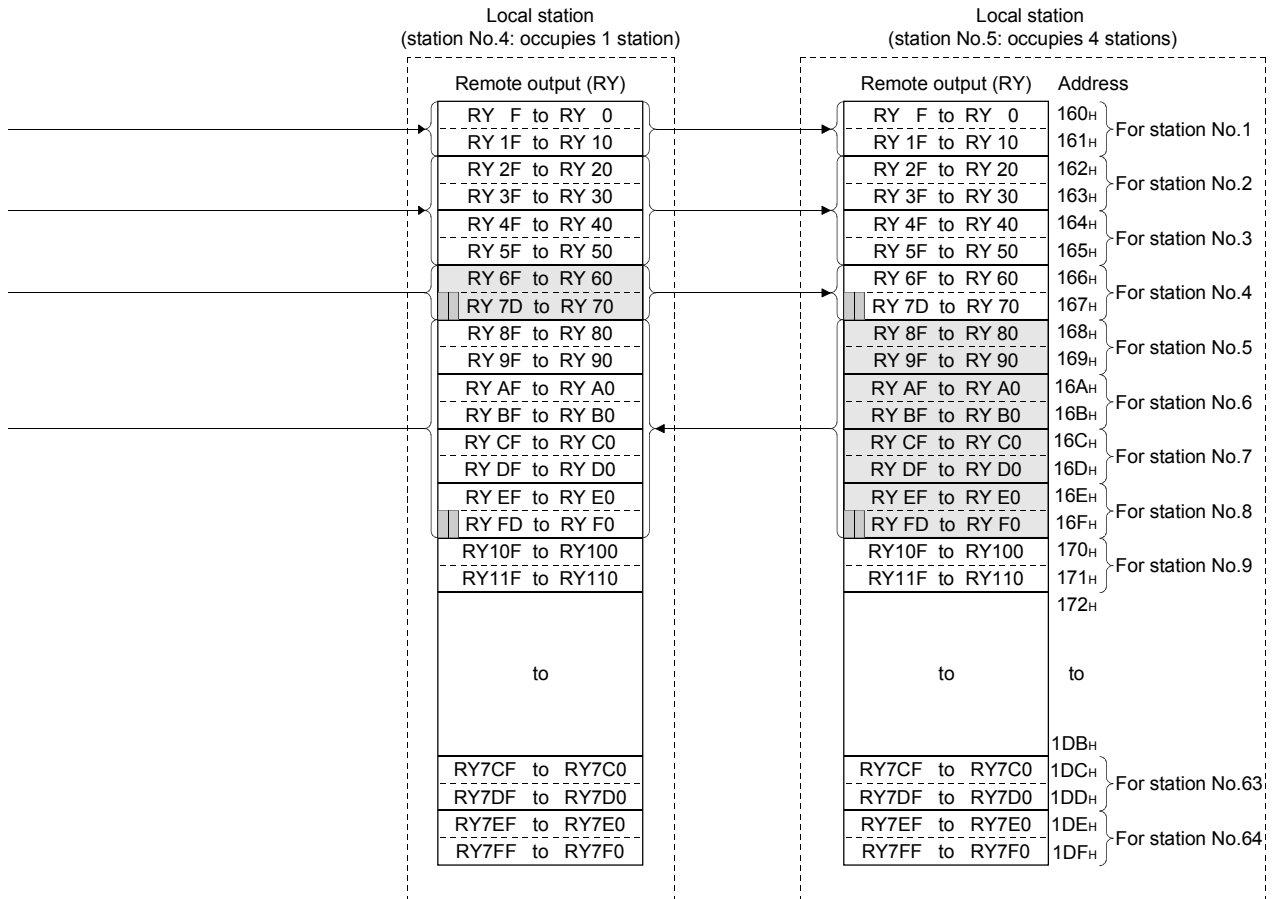 Local station
(station No.4: occupies 1 station)
Local station
(station No.5: occupies 4 stations)
Remote output (RY)
Remote output (RY) Address
RY F to RY 0 RY F to RY 0 160H
RY 1F to RY 10 RY 1F to RY 10 161H
For station No.1
RY 2F to RY 20 RY 2F to RY 20 162H
RY 3F to RY 30 RY 3F to RY 30 163H
For station No.2
RY 4F to RY 40 RY 4F to RY 40 164H
RY 5F to RY 50 RY 5F to RY 50 165H
For station No.3
RY 6F to RY 60 RY 6F to RY 60 166H
RY 7D to RY 70 RY 7D to RY 70 167H
For station No.4
RY 8F to RY 80 RY 8F to RY 80 168H
RY 9F to RY 90 RY 9F to RY 90 169H
For station No.5
RY AF to RY A0 RY AF to RY A0 16AH
RY BF to RY B0 RY BF to RY B0 16BH
For station No.6
RY CF to RY C0 RY CF to RY C0 16CH
RY DF to RY D0 RY DF to RY D0 16DH
For station No.7
RY EF to RY E0 RY EF to RY E0 16EH
RY FD to RY F0 RY FD to RY F0 16FH
For station No.8
RY10F to RY100 RY10F to RY100 170H
RY11F to RY110 RY11F to RY110 171H
For station No.9
172H
to to to
1DBH
RY7CF to RY7C0 RY7CF to RY7C0 1DCH
RY7DF to RY7D0 RY7DF to RY7D0 1DDH
For station No.63
RY7EF to RY7E0 RY7EF to RY7E0 1DEH
RY7FF to RY7F0 RY7FF to RY7F0 1DFH
For station No.64